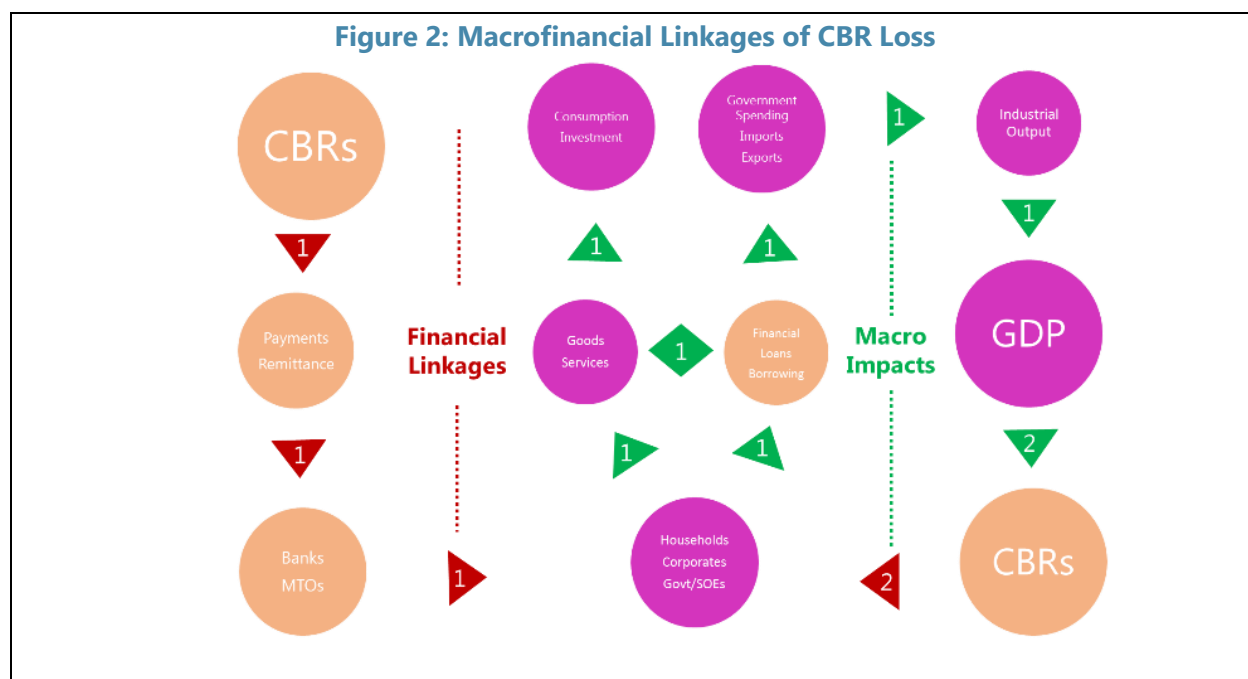 Figure 2: Macrofinancial Linkages of CBR Loss
CBRs
1
Payments
Remittance
1
Banks
MTOs
Financial
Linkages
1
Consumption
Investment
1
Goods
Services
1
Government
Spending
Imports
Exports
1
Financial
Loans
Borrowing
1
1
Households
Corporates
Govt/SOEs
1
Macro
Impacts
2
Industrial
Output
1
GDP
2
CBRs